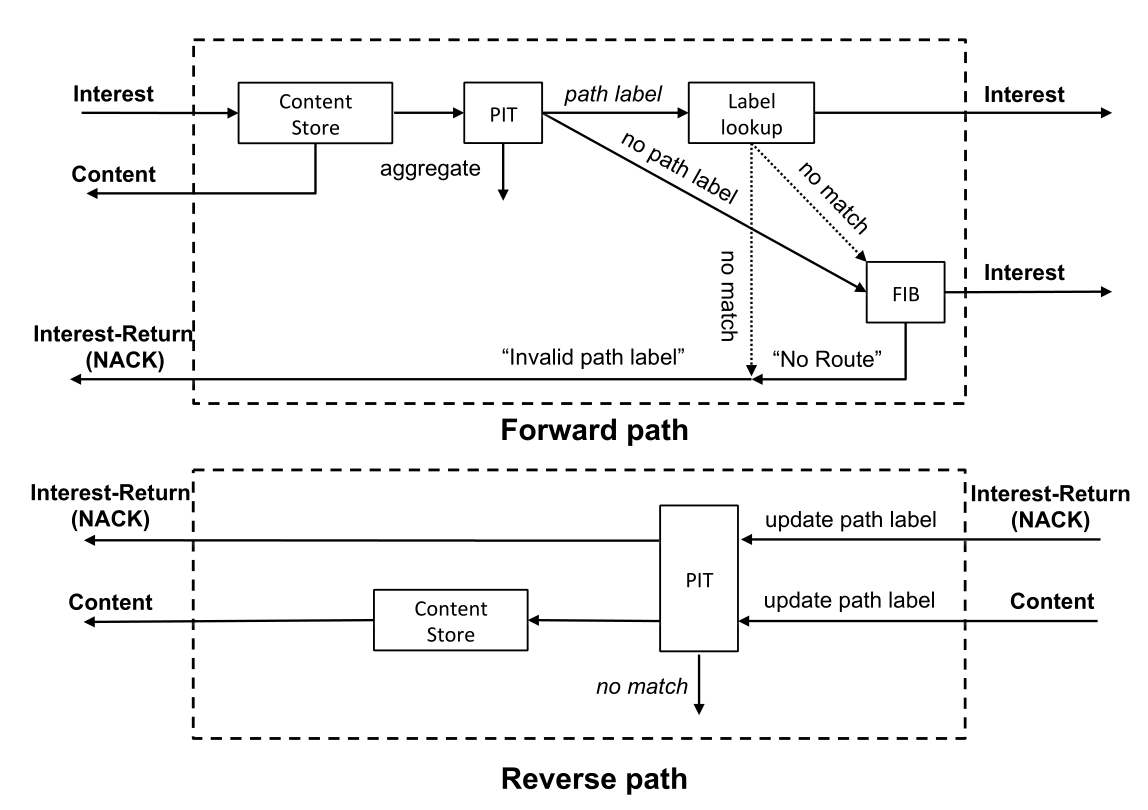 Interest
Content
Store
PIT
path label
Label
lookup
Interest
Content
aggregate
no path label
no match
no match
FIB
Interest
Interest-Return
(NACK)
“Invalid path label”
“No Route”
Forward path
Interest-Return
(NACK)
update path label
Interest-Return
(NACK)
PIT
Content
Content
Store
update path label
Content
no match
Reverse path